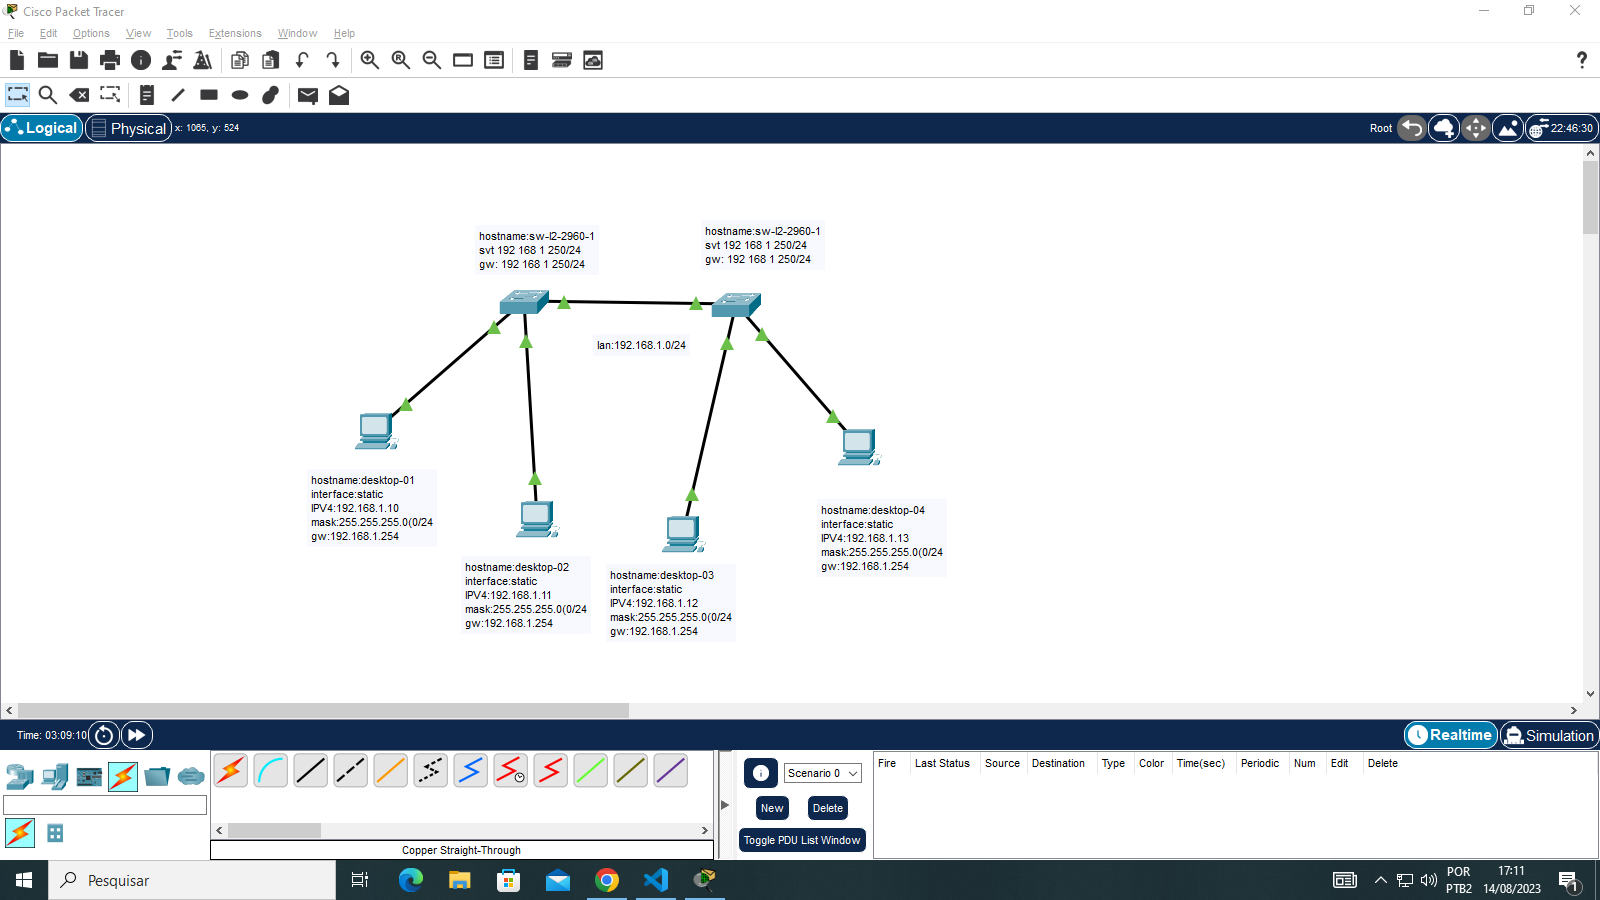 Cisco Packet Tracer
File Edit Options View Tools Extensions Window Help
Logical Physical x: 1065, y: 524 Root 22:46:30
hostname:sw-l2-2960-1
svt 192 168 1 250/24
gw: 192 168 1 250/24
hostname:sw-l2-2960-1
svt 192 168 1 250/24
gw: 192 168 1 250/24
lan:192.168.1.0/24
hostname:desktop-01
interface:static
IPV4:192.168.1.10
mask:255.255.255.0(0/24
gw:192.168.1.254
hostname:desktop-02
interface:static
IPV4:192.168.1.11
mask:255.255.255.0(0/24
gw:192.168.1.254
hostname:desktop-03
interface:static
IPV4:192.168.1.12
mask:255.255.255.0(0/24
gw:192.168.1.254
hostname:desktop-04
interface:static
IPV4:192.168.1.13
mask:255.255.255.0(0/24
gw:192.168.1.254
Time: 03:09:10 Realtime Simulation
Scenario 0
New Delete
Toggle PDU List Window
Fire Last Status Source Destination Type Color Time(sec) Periodic Num Edit Delete
Copper Straight-Through
Pesquisar
POR
PTB2
17:11
14/08/2023
1